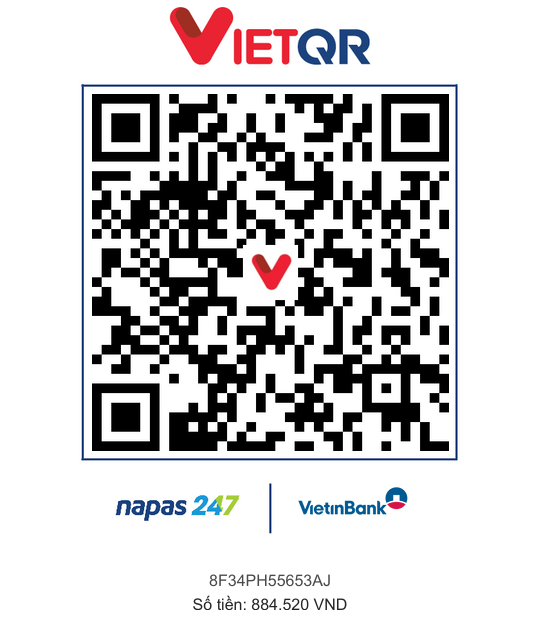 VIETQR
napas 247
VietinBank
8F34PH55653AJ
Số tiền: 884.520 VND